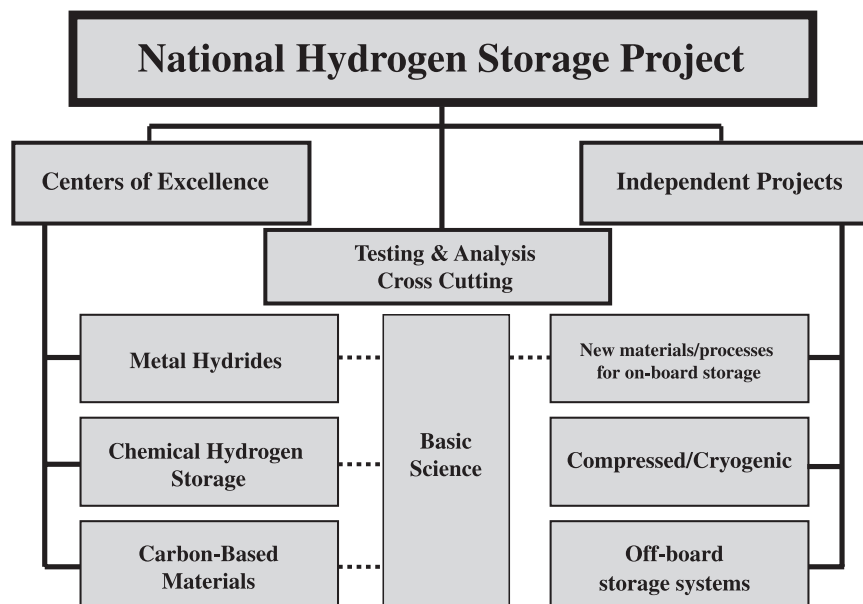 National Hydrogen Storage Project
Centers of Excellence
Independent Projects
Testing & Analysis
Cross Cutting
Metal Hydrides
New materials/processes
for on-board storage
Chemical Hydrogen
Storage
Basic
Science
Compressed/Cryogenic
Carbon-Based
Materials
Off-board
storage systems